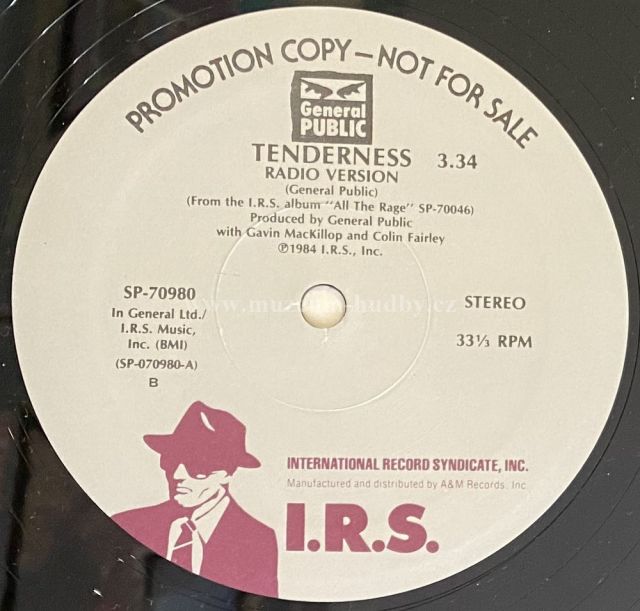 PROMOTION COPY—NOT FOR SALE
General
PUBLIC
TENDERNESS 3.34
RADIO VERSION
(General Public)
(From the I.R.S. album "All The Rage" SP-70046)
Produced by General Public
with Gavin MacKillop and Colin Fairley
℗1984 I.R.S., Inc.
SP-70980
STEREO
www.muzeum-hudby.cz
In General Ltd./
I.R.S. Music,
Inc. (BMI)
33⅓ RPM
(SP-070980-A)
B
INTERNATIONAL RECORD SYNDICATE, INC.
Manufactured and distributed by A&M Records, Inc.
I.R.S.